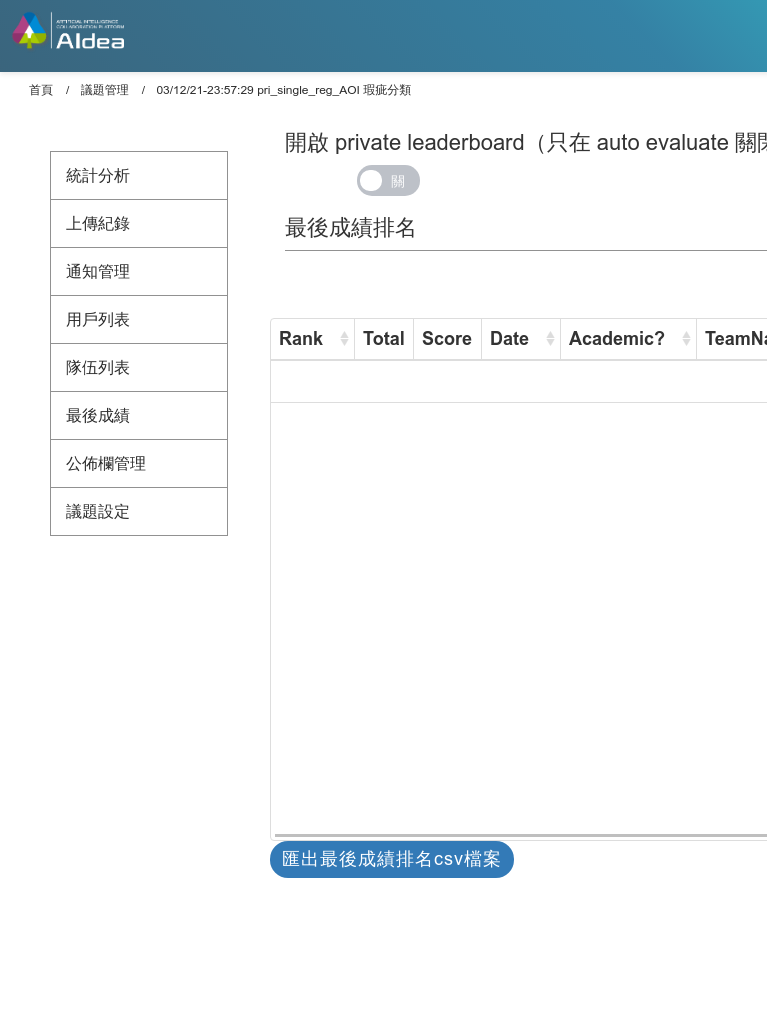 ARTIFICIAL INTELLIGENCE
COLLABORATION PLATFORM
AIdea
首頁 / 議題管理 / 03/12/21-23:57:29 pri_single_reg_AOI 瑕疵分類
開啟 private leaderboard（只在 auto evaluate 關
關
最後成績排名
統計分析
上傳紀錄
通知管理
用戶列表
隊伍列表
最後成績
公佈欄管理
議題設定
Rank Total Score Date Academic? TeamNa
匯出最後成績排名csv檔案